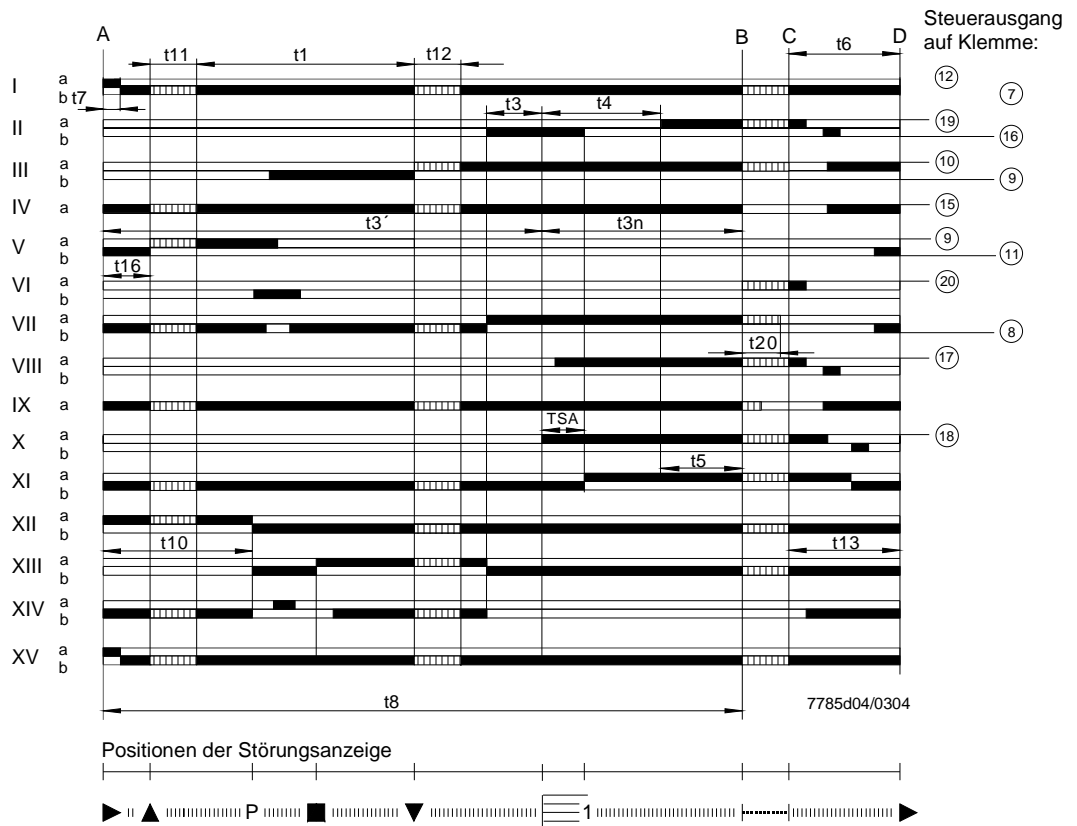 Steuerausgang
auf Klemme:
A B C D
t11 t1 t12 t6
I a b 12 7
t7 t3 t4
II a b 19 16
III a b 10 9
IV a 15
t3´ t3n
V a b 9 11
t16
VI a b 20
VII a b 8
t20
VIII a b 17
IX a
TSA
X a b 18
t5
XI a b
XII a b
t10 t13
XIII a b
XIV a b
XV a b
t8
7785d04/0304
Positionen der Störungsanzeige
P 1